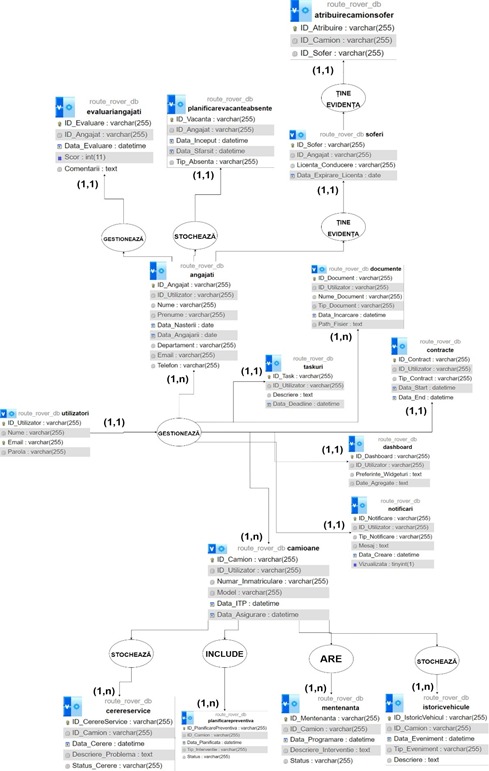 route_rover_db
atribuirecamionsofer
ID_Atribuire : varchar(255)
ID_Camion : varchar(255)
ID_Sofer : varchar(255)
(1,1)
ȚINE
EVIDENȚA
route_rover_db
evaluariangajati
ID_Evaluare : varchar(255)
ID_Angajat : varchar(255)
Data_Evaluare : datetime
Scor : int(11)
Comentarii : text
(1,1)
route_rover_db
planificarevacanteabsente
ID_Vacanta : varchar(255)
ID_Angajat : varchar(255)
Data_Inceput : datetime
Data_Sfarsit : datetime
Tip_Absenta : varchar(255)
(1,1)
route_rover_db
soferi
ID_Sofer : varchar(255)
ID_Angajat : varchar(255)
Licenta_Conducere : varchar(255)
Data_Expirare_Licenta : date
(1,1)
GESTIONEAZĂ
STOCHEAZĂ
ȚINE
EVIDENȚA
route_rover_db
angajati
ID_Angajat : varchar(255)
ID_Utilizator : varchar(255)
Nume : varchar(255)
Prenume : varchar(255)
Data_Nasterii : date
Data_Angajarii : date
Departament : varchar(255)
Email : varchar(255)
Telefon : varchar(255)
(1,n)
route_rover_db documente
ID_Document : varchar(255)
ID_Utilizator : varchar(255)
Nume_Document : varchar(255)
Tip_Document : varchar(255)
Data_Incarcare : datetime
Path_Fisier : text
(1,n)
route_rover_db
contracte
ID_Contract : varchar(255)
ID_Utilizator : varchar(255)
Tip_Contract : varchar(255)
Data_Start : datetime
Data_End : datetime
(1,1)
route_rover_db
taskuri
ID_Task : varchar(255)
ID_Utilizator : varchar(255)
Descriere : text
Data_Deadline : datetime
(1,1)
route_rover_db utilizatori
ID_Utilizator : varchar(255)
Nume : varchar(255)
Email : varchar(255)
Parola : varchar(255)
(1,1)
GESTIONEAZĂ
route_rover_db
dashboard
ID_Dashboard : varchar(255)
ID_Utilizator : varchar(255)
Preferinte_Widgeturi : text
Date_Agregate : text
(1,1)
route_rover_db
notificari
ID_Notificare : varchar(255)
ID_Utilizator : varchar(255)
Tip_Notificare : varchar(255)
Mesaj : text
Data_Creare : datetime
Vizualizata : tinyint(1)
(1,1)
(1,n)
route_rover_db camioane
ID_Camion : varchar(255)
ID_Utilizator : varchar(255)
Numar_Inmatriculare : varchar(255)
Model : varchar(255)
Data_ITP : datetime
Data_Asigurare : datetime
STOCHEAZĂ
INCLUDE
ARE
STOCHEAZĂ
(1,n)
(1,n)
(1,n)
(1,n)
route_rover_db
cerereservice
ID_CerereService : varchar(255)
ID_Camion : varchar(255)
Data_Cerere : datetime
Descriere_Problema : text
Status_Cerere : varchar(255)
route_rover_db
planificarepreventiva
ID_PlanificarePreventiva : varchar(255)
ID_Camion : varchar(255)
Data_Planificata : datetime
Tip_Interventie : varchar(255)
Status : varchar(255)
route_rover_db
mentenanta
ID_Mentenanta : varchar(255)
ID_Camion : varchar(255)
Data_Programare : datetime
Descriere_Interventie : text
Status : varchar(255)
route_rover_db
istoricvehicule
ID_IstoricVehicul : varchar(255)
ID_Camion : varchar(255)
Data_Eveniment : datetime
Tip_Eveniment : varchar(255)
Descriere : text